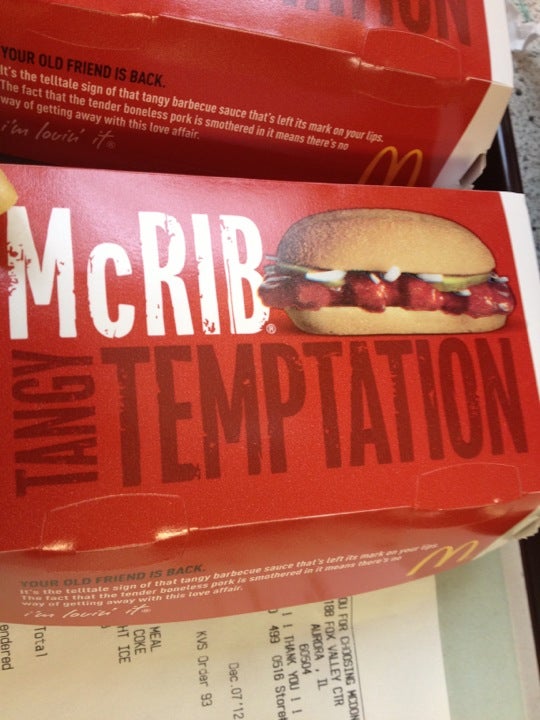 TION
YOUR OLD FRIEND IS BACK.
It's the telltale sign of that tangy barbecue sauce that's left its mark on your lips.
The fact that the tender boneless pork is smothered in it means there's no
way of getting away with this love affair.
i'm lovin' it®
McRIB®
TANGY
TEMPTATION
YOUR OLD FRIEND IS BACK.
It's the telltale sign of that tangy barbecue sauce that's left its mark on your lips.
The fact that the tender boneless pork is smothered in it means there's no
way of getting away with this love affair.
i'm lovin' it®
OU FOR CHOOSING MCDON
188 FOX VALLEY CTR
AURORA , IL
60504
! ! THANK YOU ! !
499 0516 Store
Dec.07'12
KVS Order 93
MEAL
COKE
HT ICE
Total
endered